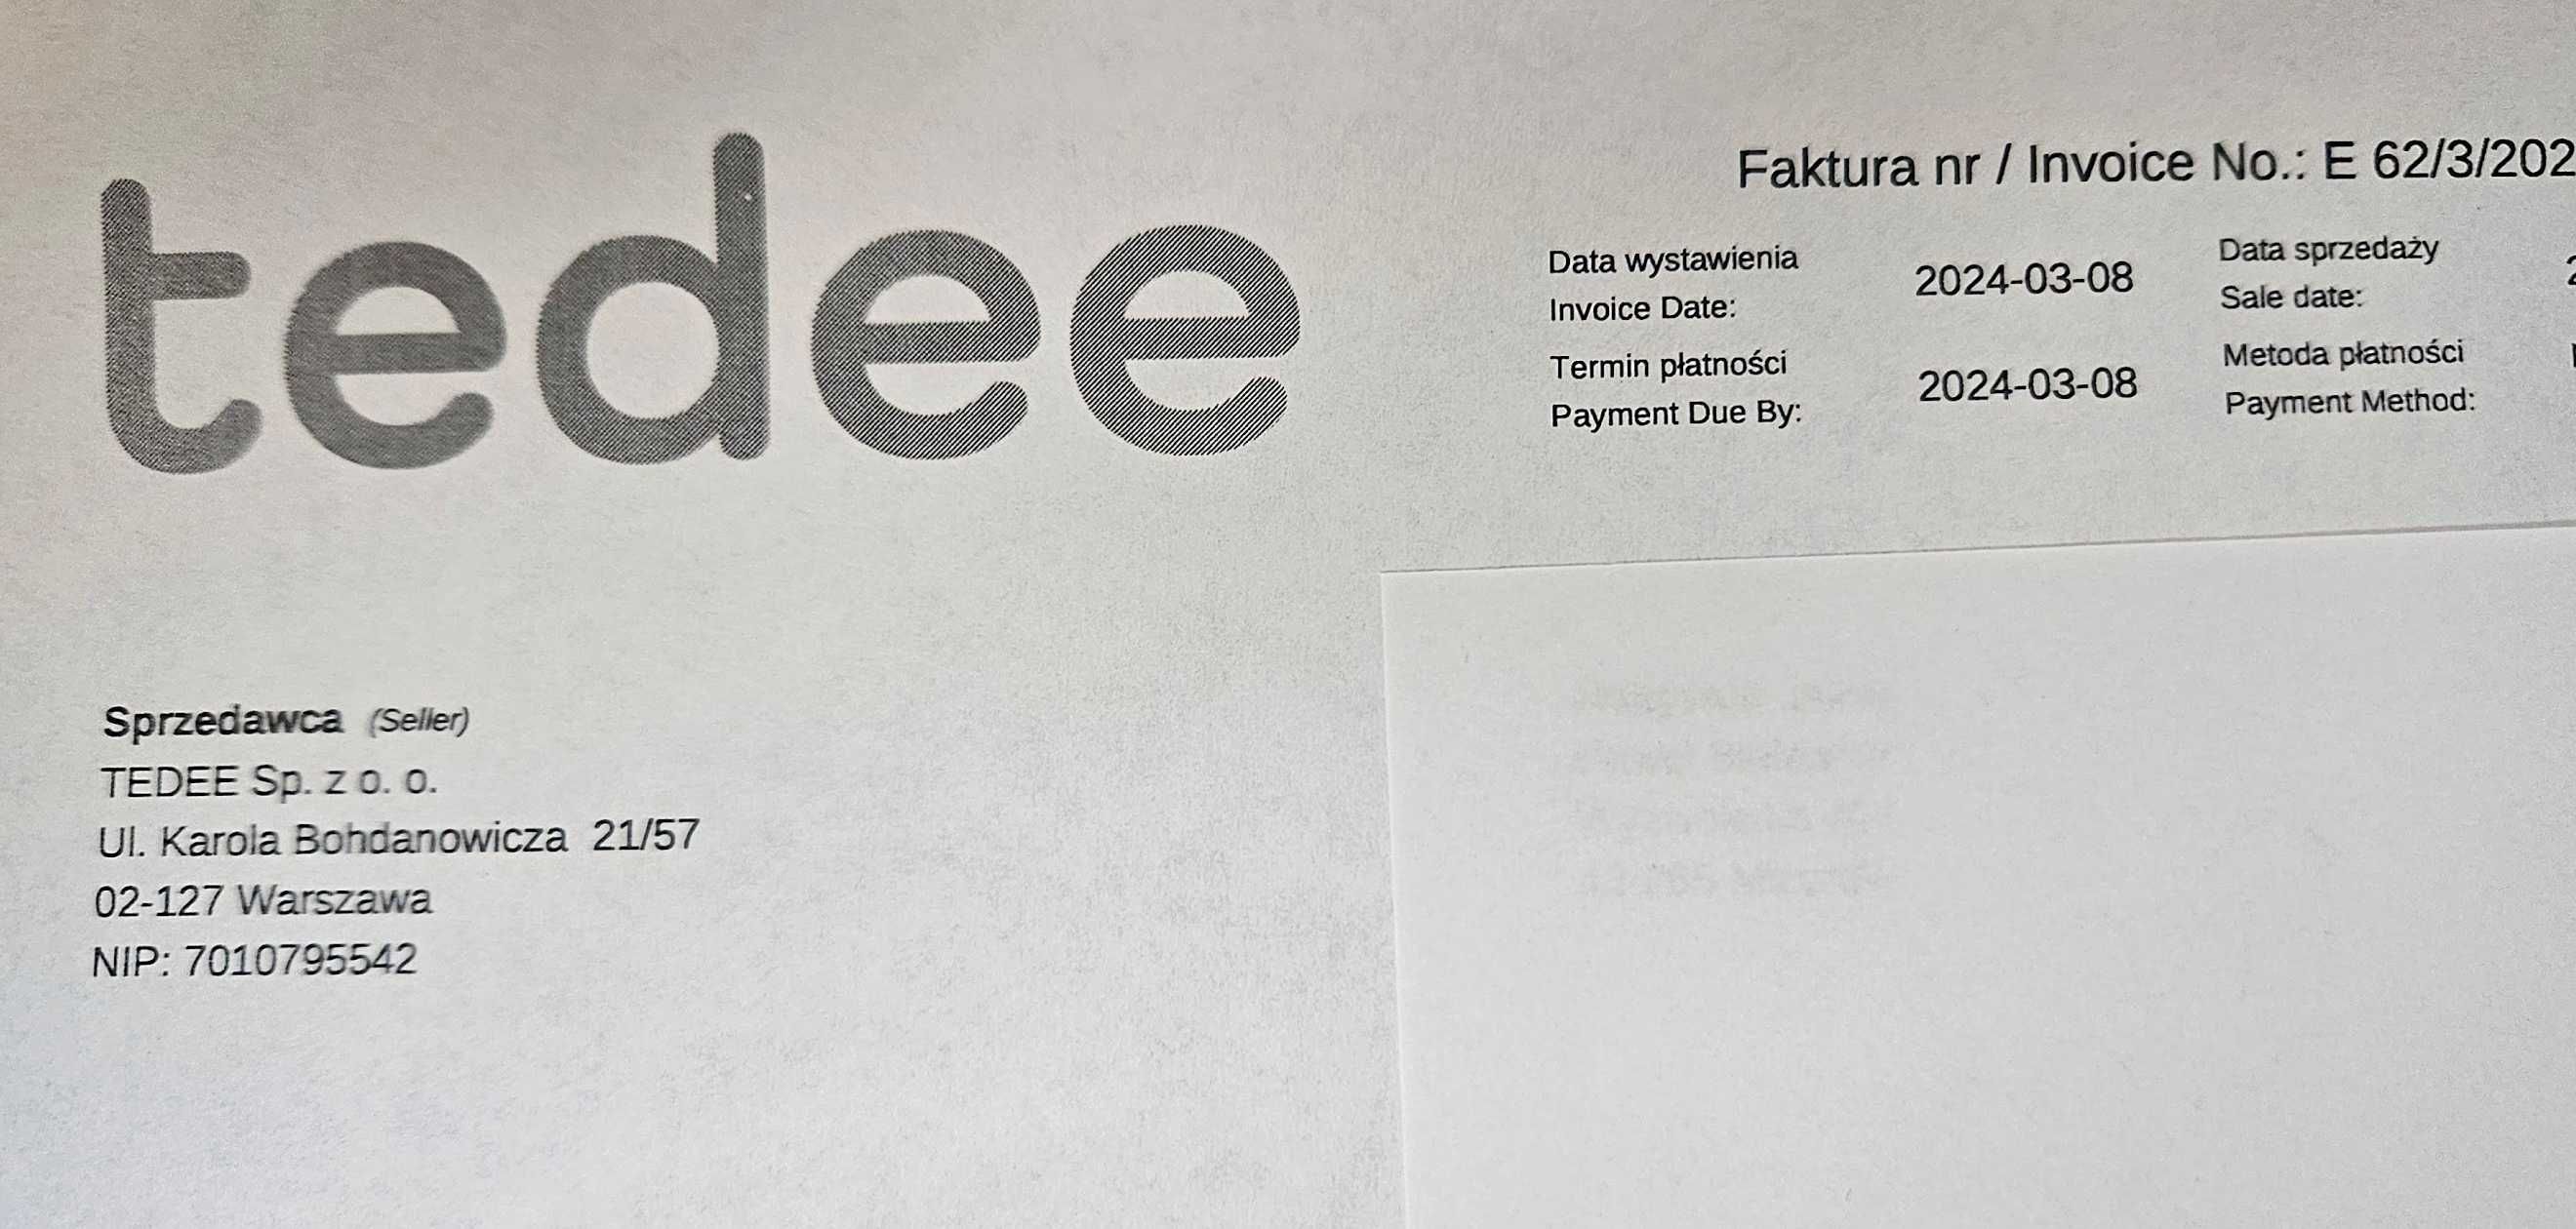 tedee
Faktura nr / Invoice No.: E 62/3/202
Data wystawienia
Invoice Date:
2024-03-08
Data sprzedaży
Sale date:
Termin płatności
Payment Due By:
2024-03-08
Metoda płatności
Payment Method:
Sprzedawca (Seller)
TEDEE Sp. z o. o.
Ul. Karola Bohdanowicza 21/57
02-127 Warszawa
NIP: 7010795542